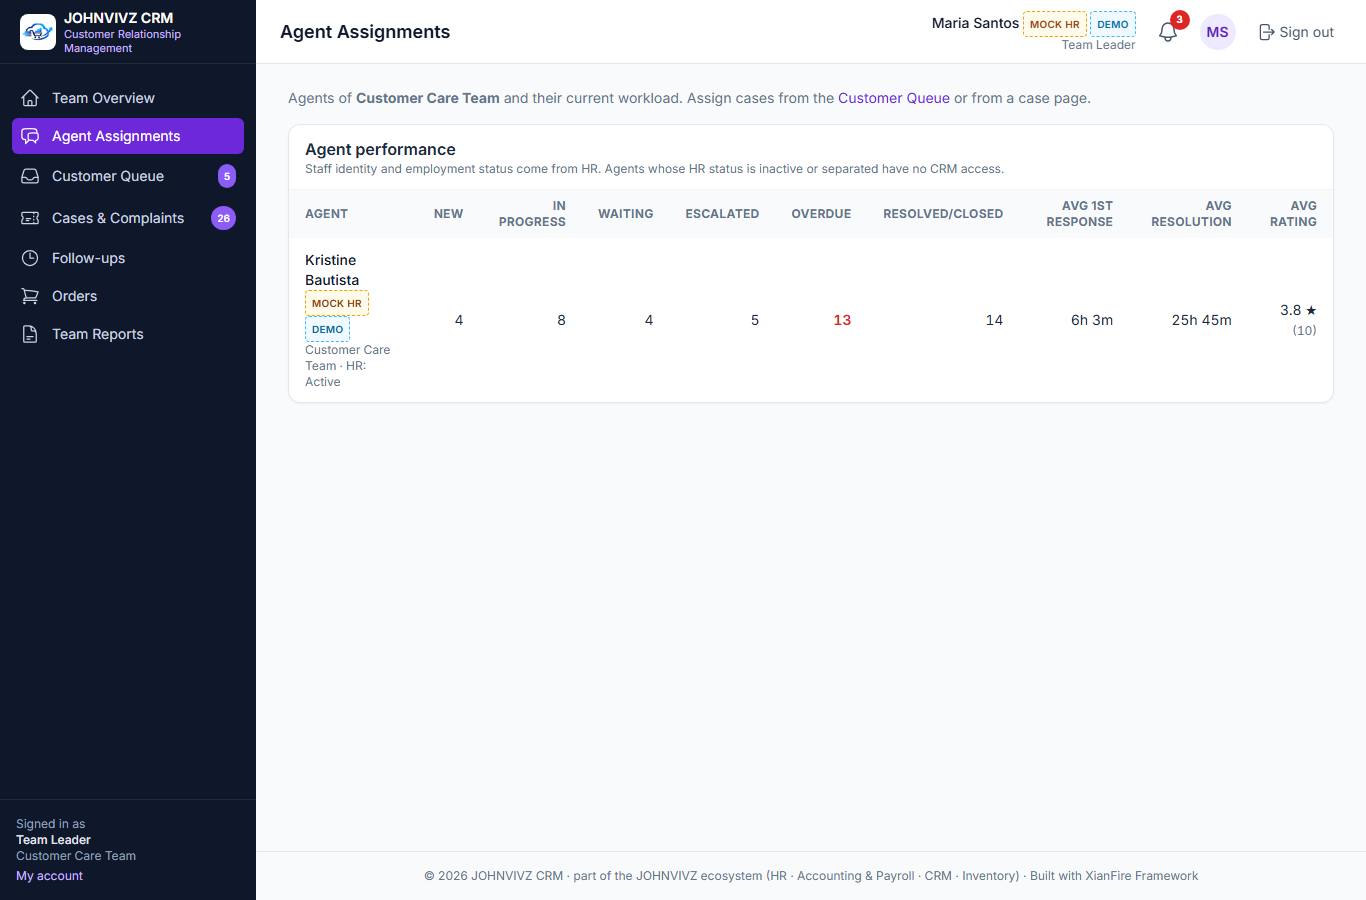 JOHNVIVZ CRM
Customer Relationship
Management
Team Overview
Agent Assignments
Customer Queue 5
Cases & Complaints 26
Follow-ups
Orders
Team Reports
Signed in as
Team Leader
Customer Care Team
My account
Agent Assignments
Maria Santos MOCK HR DEMO
Team Leader
3
MS
Sign out
Agents of Customer Care Team and their current workload. Assign cases from the Customer Queue or from a case page.
Agent performance
Staff identity and employment status come from HR. Agents whose HR status is inactive or separated have no CRM access.
AGENT NEW IN PROGRESS WAITING ESCALATED OVERDUE RESOLVED/CLOSED AVG 1ST RESPONSE AVG RESOLUTION AVG RATING
Kristine
Bautista
MOCK HR
DEMO
Customer Care
Team · HR:
Active
4 8 4 5 13 14 6h 3m 25h 45m 3.8 ★
(10)
© 2026 JOHNVIVZ CRM · part of the JOHNVIVZ ecosystem (HR · Accounting & Payroll · CRM · Inventory) · Built with XianFire Framework